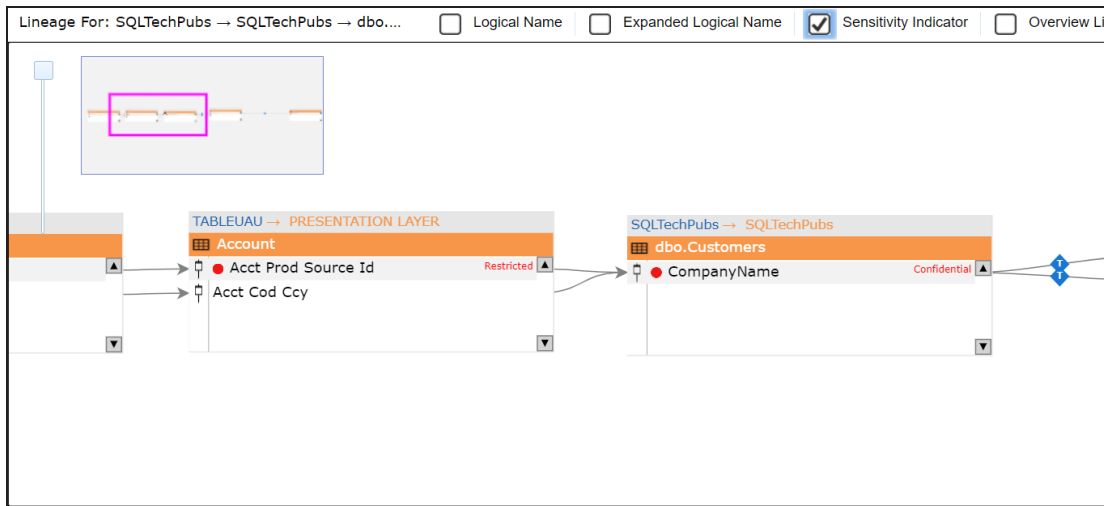 Lineage For: SQLTechPubs → SQLTechPubs → dbo.... Logical Name Expanded Logical Name Sensitivity Indicator Overview Li
TABLEUAU → PRESENTATION LAYER
Account
Acct Prod Source Id Restricted
Acct Cod Ccy
SQLTechPubs → SQLTechPubs
dbo.Customers
CompanyName Confidential
T
T